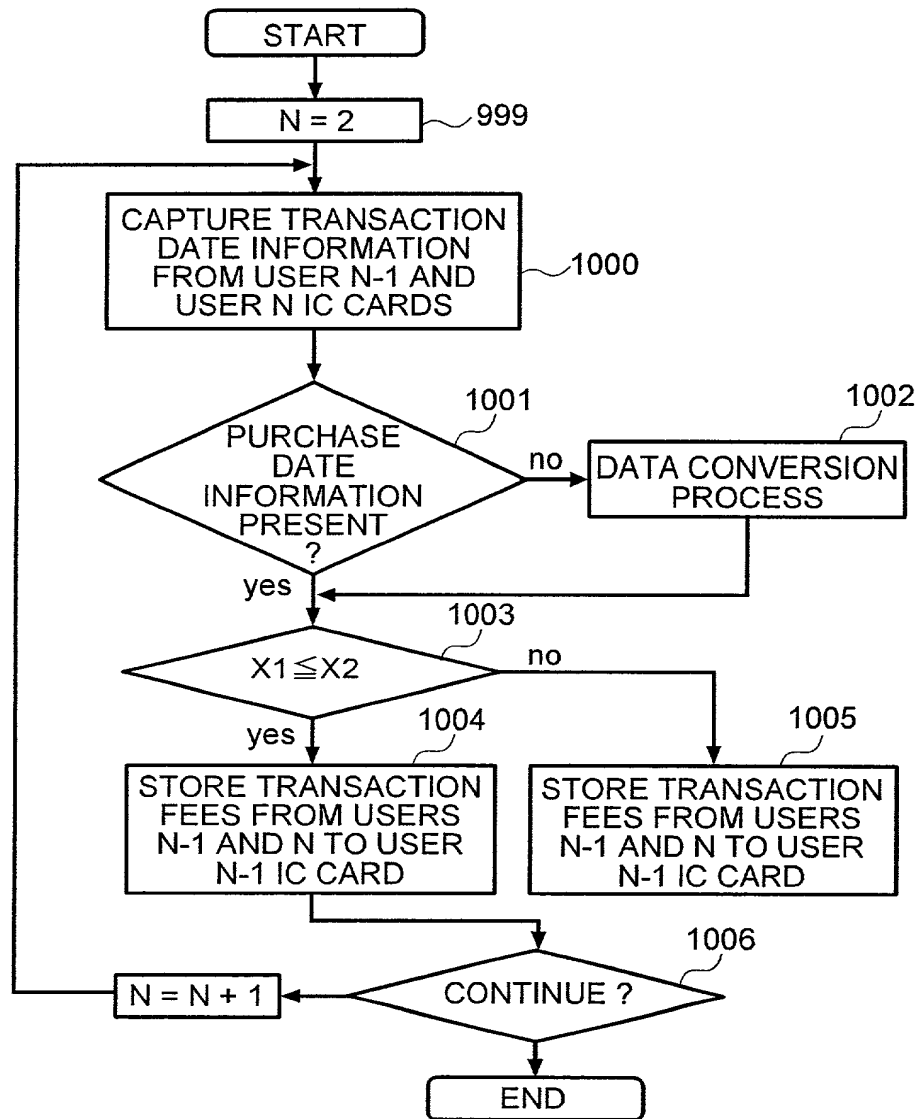 START
N = 2
999
CAPTURE TRANSACTION
DATE INFORMATION
FROM USER N-1 AND
USER N IC CARDS
1000
1001
PURCHASE
DATE
INFORMATION
PRESENT
?
no
1002
DATA CONVERSION
PROCESS
yes
1003
X1≦X2
no
yes
1004
STORE TRANSACTION
FEES FROM USERS
N-1 AND N TO USER
N-1 IC CARD
1005
STORE TRANSACTION
FEES FROM USERS
N-1 AND N TO USER
N-1 IC CARD
1006
CONTINUE ?
N = N + 1
END